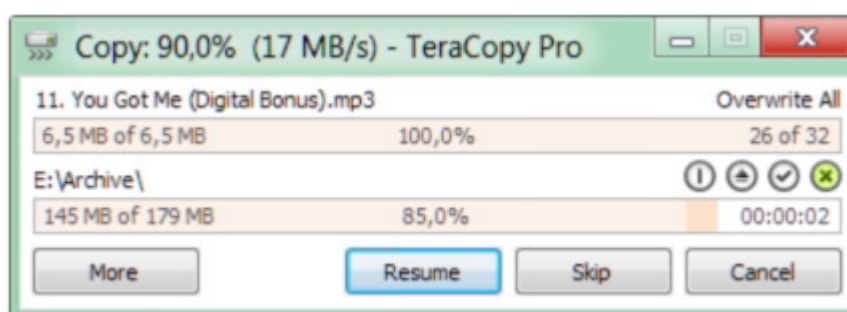 Copy: 90,0% (17 MB/s) - TeraCopy Pro
11. You Got Me (Digital Bonus).mp3 Overwrite All
6,5 MB of 6,5 MB 100,0% 26 of 32
E:\Archive\
145 MB of 179 MB 85,0% 00:00:02
More Resume Skip Cancel